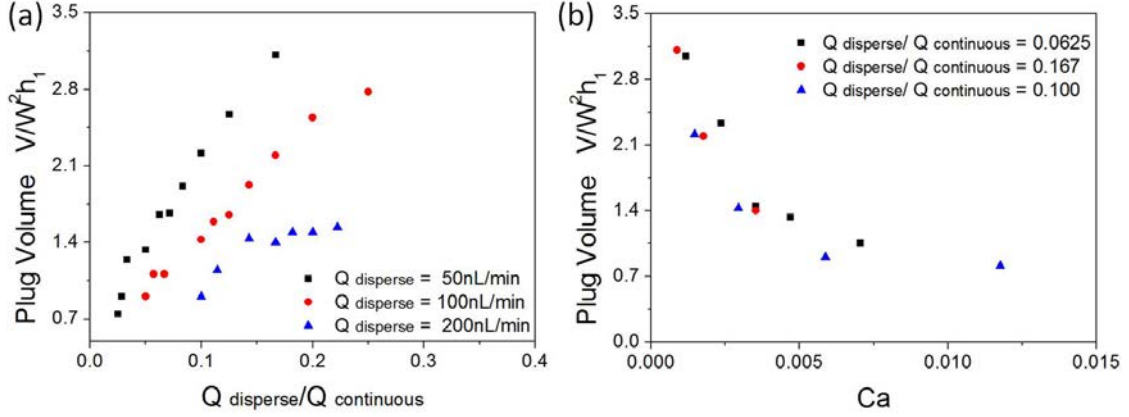 (a)
3.5
2.8
2.1
1.4
0.7
Plug Volume V/W²h₁
Q disperse = 50nL/min
Q disperse = 100nL/min
Q disperse = 200nL/min
0.0 0.1 0.2 0.3 0.4
Q disperse/Q continuous
(b)
3.5
2.8
2.1
1.4
0.7
0.0
Plug Volume V/W²h₁
Q disperse/ Q continuous = 0.0625
Q disperse/ Q continuous = 0.167
Q disperse/ Q continuous = 0.100
0.000 0.005 0.010 0.015
Ca